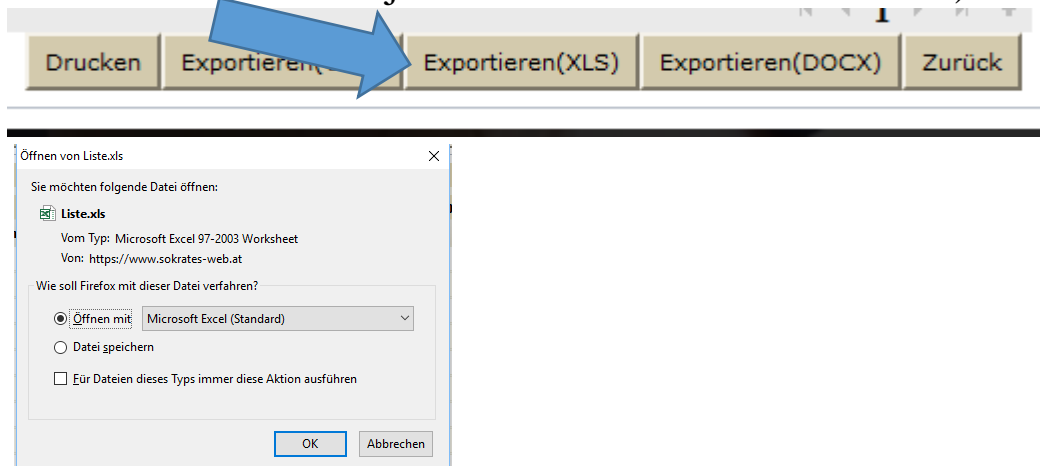 Drucken Exportieren( Exportieren(XLS) Exportieren(DOCX) Zurück
Öffnen von Liste.xls
Sie möchten folgende Datei öffnen:
Liste.xls
Vom Typ: Microsoft Excel 97-2003 Worksheet
Von: https://www.sokrates-web.at
Wie soll Firefox mit dieser Datei verfahren?
Öffnen mit Microsoft Excel (Standard)
Datei speichern
Für Dateien dieses Typs immer diese Aktion ausführen
OK Abbrechen